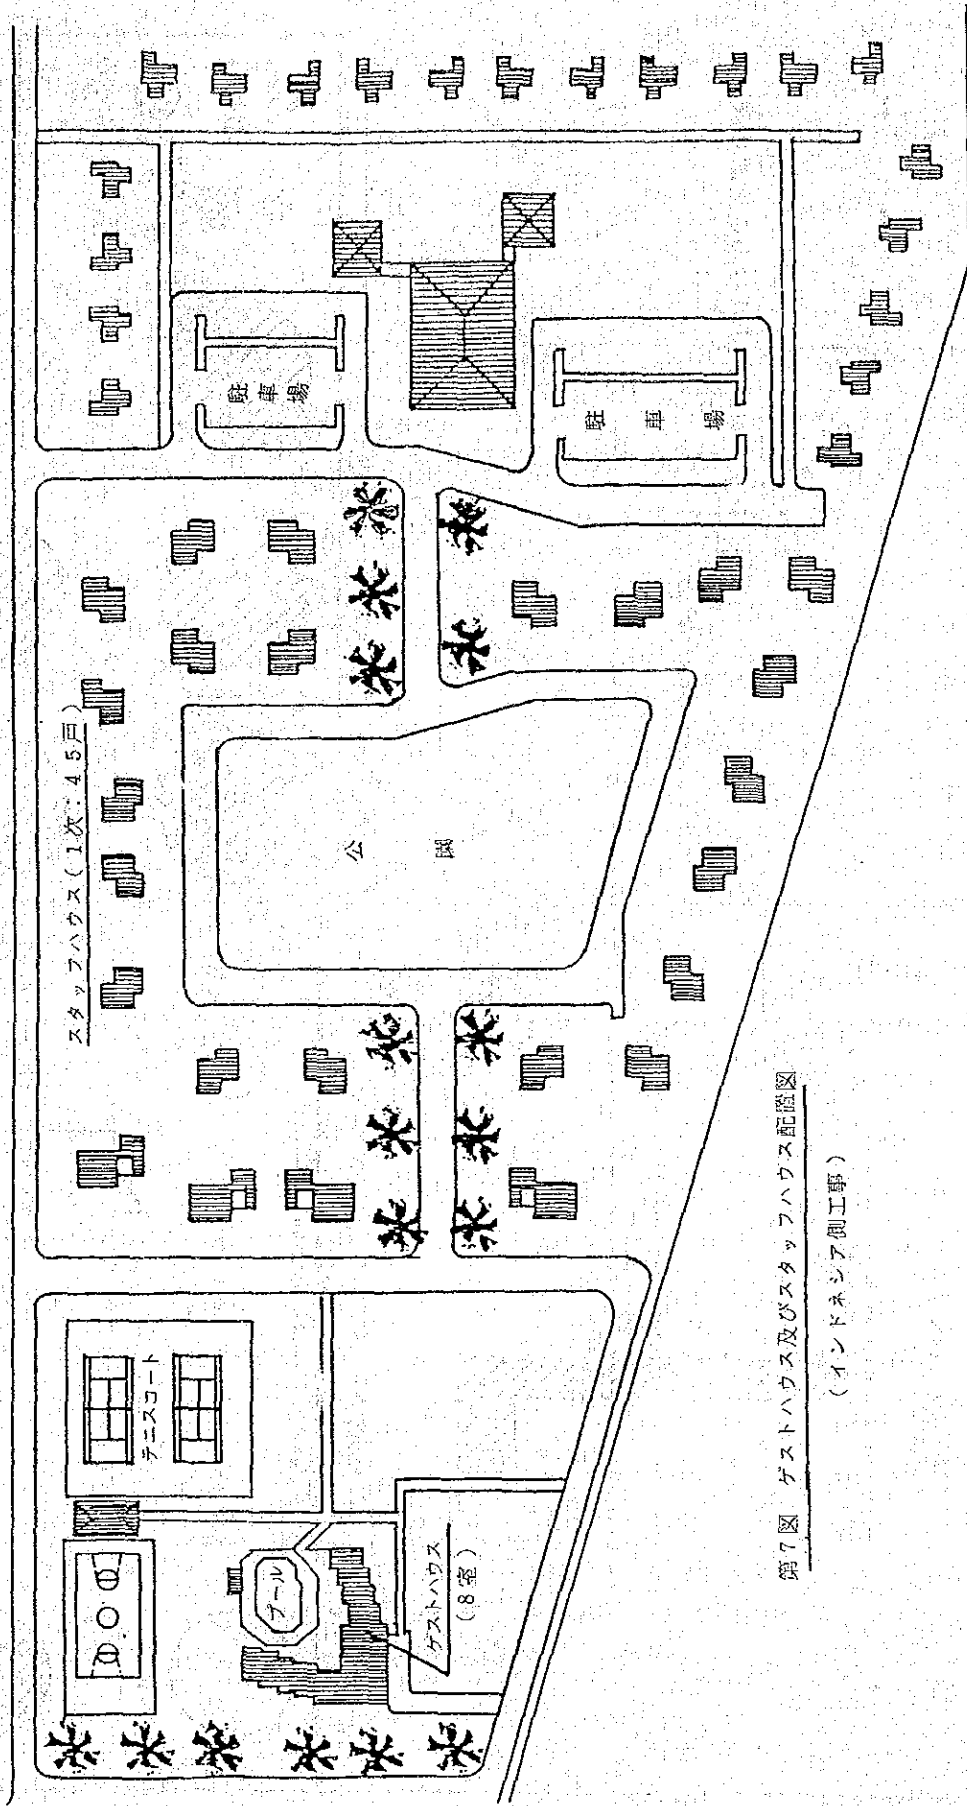 スタッフハウス(1次:45戸)
駐車場
駐車場
公園
テニスコート
プール
ゲストハウス
(8室)
第7図 ゲストハウス及びスタッフハウス配置図
(インドネシア側工事)